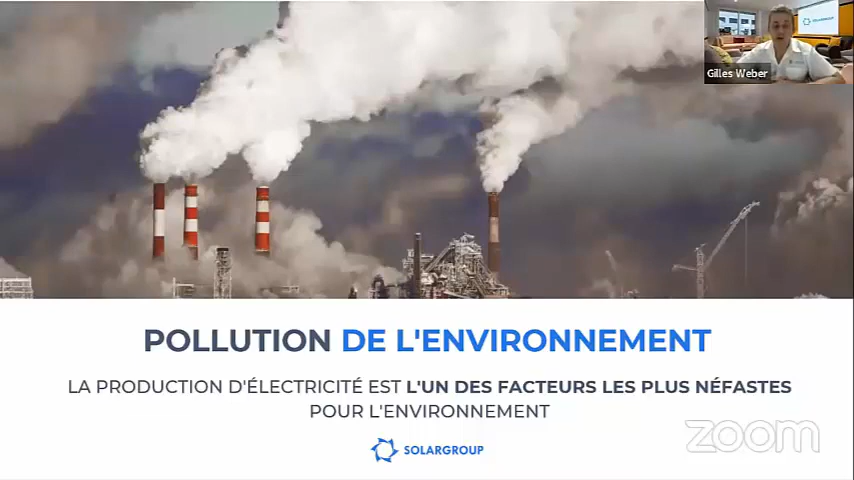 Gilles Weber
POLLUTION DE L'ENVIRONNEMENT
LA PRODUCTION D'ÉLECTRICITÉ EST L'UN DES FACTEURS LES PLUS NÉFASTES
POUR L'ENVIRONNEMENT
SOLARGROUP
zoom